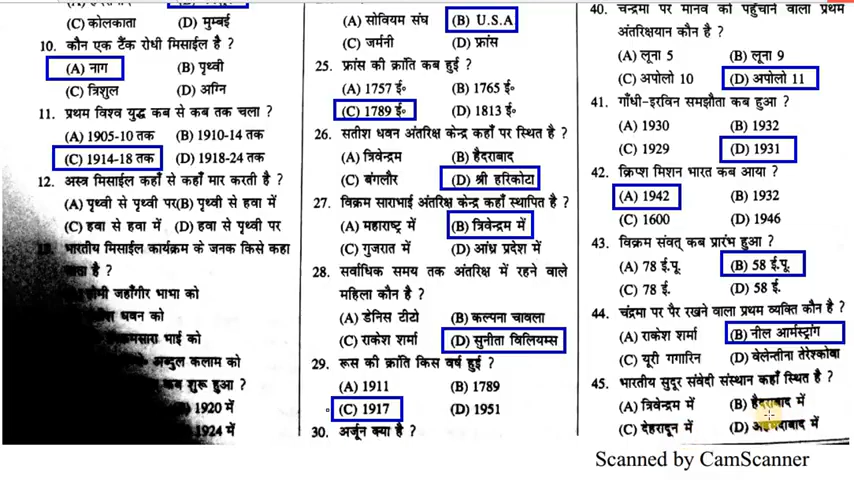 (C) कोलकाता (D) मुम्बई
10. कौन एक टैंक रोधी मिसाईल है ?
(A) नाग (B) पृथ्वी
(C) त्रिशुल (D) अग्नि
11. प्रथम विश्व युद्ध कब से कब तक चला ?
(A) 1905-10 तक (B) 1910-14 तक
(C) 1914-18 तक (D) 1918-24 तक
12. अस्त्र मिसाईल कहाँ से कहाँ मार करती है ?
(A) पृथ्वी से पृथ्वी पर(B) पृथ्वी से हवा में
(C) हवा से हवा में (D) हवा से पृथ्वी पर
भारतीय मिसाईल कार्यक्रम के जनक किसे कहा
है ?
जहाँगीर भाभा को
धवन को
भाई को
अब्दुल कलाम को
कब शुरू हुआ ?
1920 में
1924 में
(A) सोवियम संघ (B) U.S.A
(C) जर्मनी (D) फ्रांस
25. फ्रांस की क्रांति कब हुई ?
(A) 1757 ई॰ (B) 1765 ई॰
(C) 1789 ई॰ (D) 1813 ई॰
26. सतीश धवन अंतरिक्ष केन्द्र कहाँ पर स्थित है ?
(A) त्रिवेन्द्रम (B) हैदराबाद
(C) बंगलौर (D) श्री हरिकोटा
27. विक्रम साराभाई अंतरिक्ष केन्द्र कहाँ स्थापित है ?
(A) महाराष्ट्र में (B) त्रिवेन्द्रम में
(C) गुजरात में (D) आंध्र प्रदेश में
28. सर्वाधिक समय तक अंतरिक्ष में रहने वाले
महिला कौन है ?
(A) डेनिस टीटो (B) कल्पना चावला
(C) राकेश शर्मा (D) सुनीता विलियम्स
29. रूस की क्रांति किस वर्ष हुई ?
(A) 1911 (B) 1789
(C) 1917 (D) 1951
30. अर्जून क्या है ?
40. चन्द्रमा पर मानव को पहुंचाने वाला प्रथम
अंतरिक्षयान कौन है ?
(A) लूना 5 (B) लूना 9
(C) अपोलो 10 (D) अपोलो 11
41. गाँधी-इरविन समझौता कब हुआ ?
(A) 1930 (B) 1932
(C) 1929 (D) 1931
42. क्रिप्श मिशन भारत कब आया ?
(A) 1942 (B) 1932
(C) 1600 (D) 1946
43. विक्रम संवत् कब प्रारंभ हुआ ?
(A) 78 ई.पू. (B) 58 ई.पू.
(C) 78 ई. (D) 58 ई.
44. चंद्रमा पर पैर रखने वाला प्रथम व्यक्ति कौन है ?
(A) राकेश शर्मा (B) नील आर्मस्ट्रांग
(C) यूरी गगारिन (D) वेलेन्तीना तेरेश्कोबा
45. भारतीय सुदूर संवेदी संस्थान कहाँ स्थित है ?
(A) त्रिवेन्द्रम में (B) हैदराबाद में
(C) देहरादून में (D) अहमदाबाद में
Scanned by CamScanner